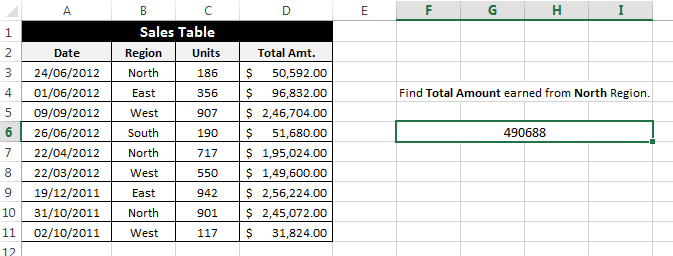 A B C D E F G H I
1 Sales Table
2 Date Region Units Total Amt.
3 24/06/2012 North 186 $ 50,592.00
4 01/06/2012 East 356 $ 96,832.00 Find Total Amount earned from North Region.
5 09/09/2012 West 907 $ 2,46,704.00
6 26/06/2012 South 190 $ 51,680.00 490688
7 22/04/2012 North 717 $ 1,95,024.00
8 22/03/2012 West 550 $ 1,49,600.00
9 19/12/2011 East 942 $ 2,56,224.00
10 31/10/2011 North 901 $ 2,45,072.00
11 02/10/2011 West 117 $ 31,824.00
12